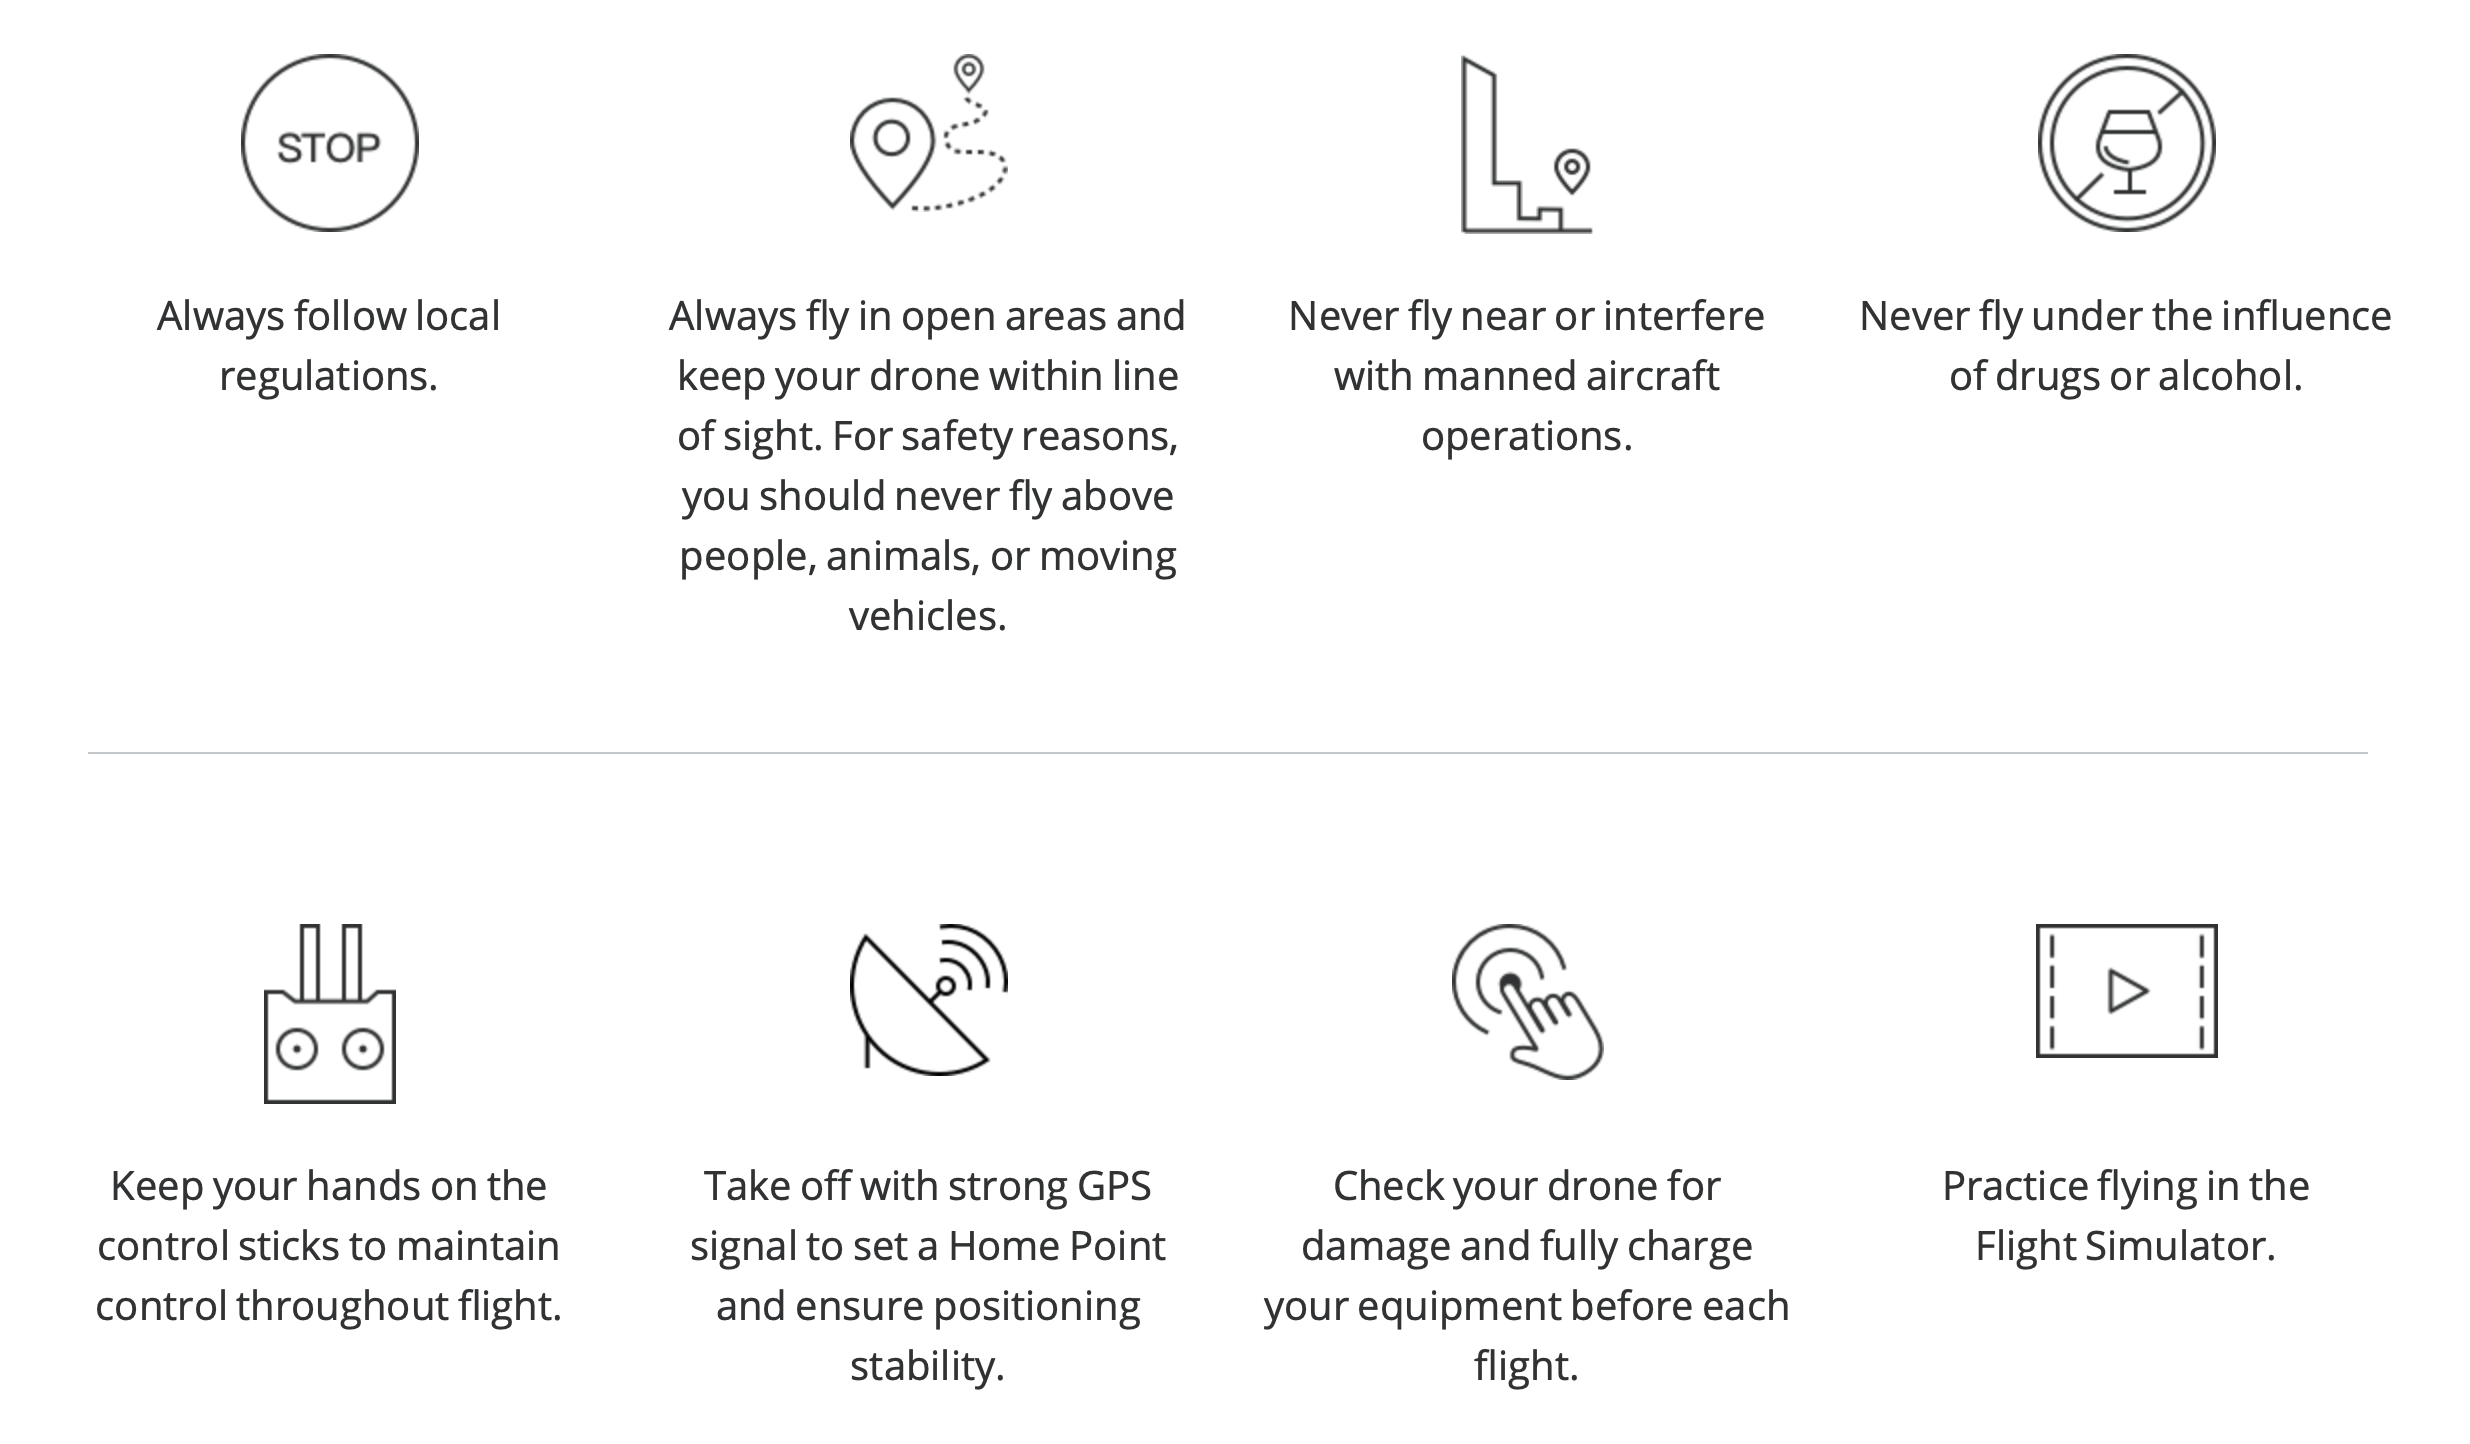 STOP
Always follow local
regulations.
Always fly in open areas and
keep your drone within line
of sight. For safety reasons,
you should never fly above
people, animals, or moving
vehicles.
Never fly near or interfere
with manned aircraft
operations.
Never fly under the influence
of drugs or alcohol.
Keep your hands on the
control sticks to maintain
control throughout flight.
Take off with strong GPS
signal to set a Home Point
and ensure positioning
stability.
Check your drone for
damage and fully charge
your equipment before each
flight.
Practice flying in the
Flight Simulator.